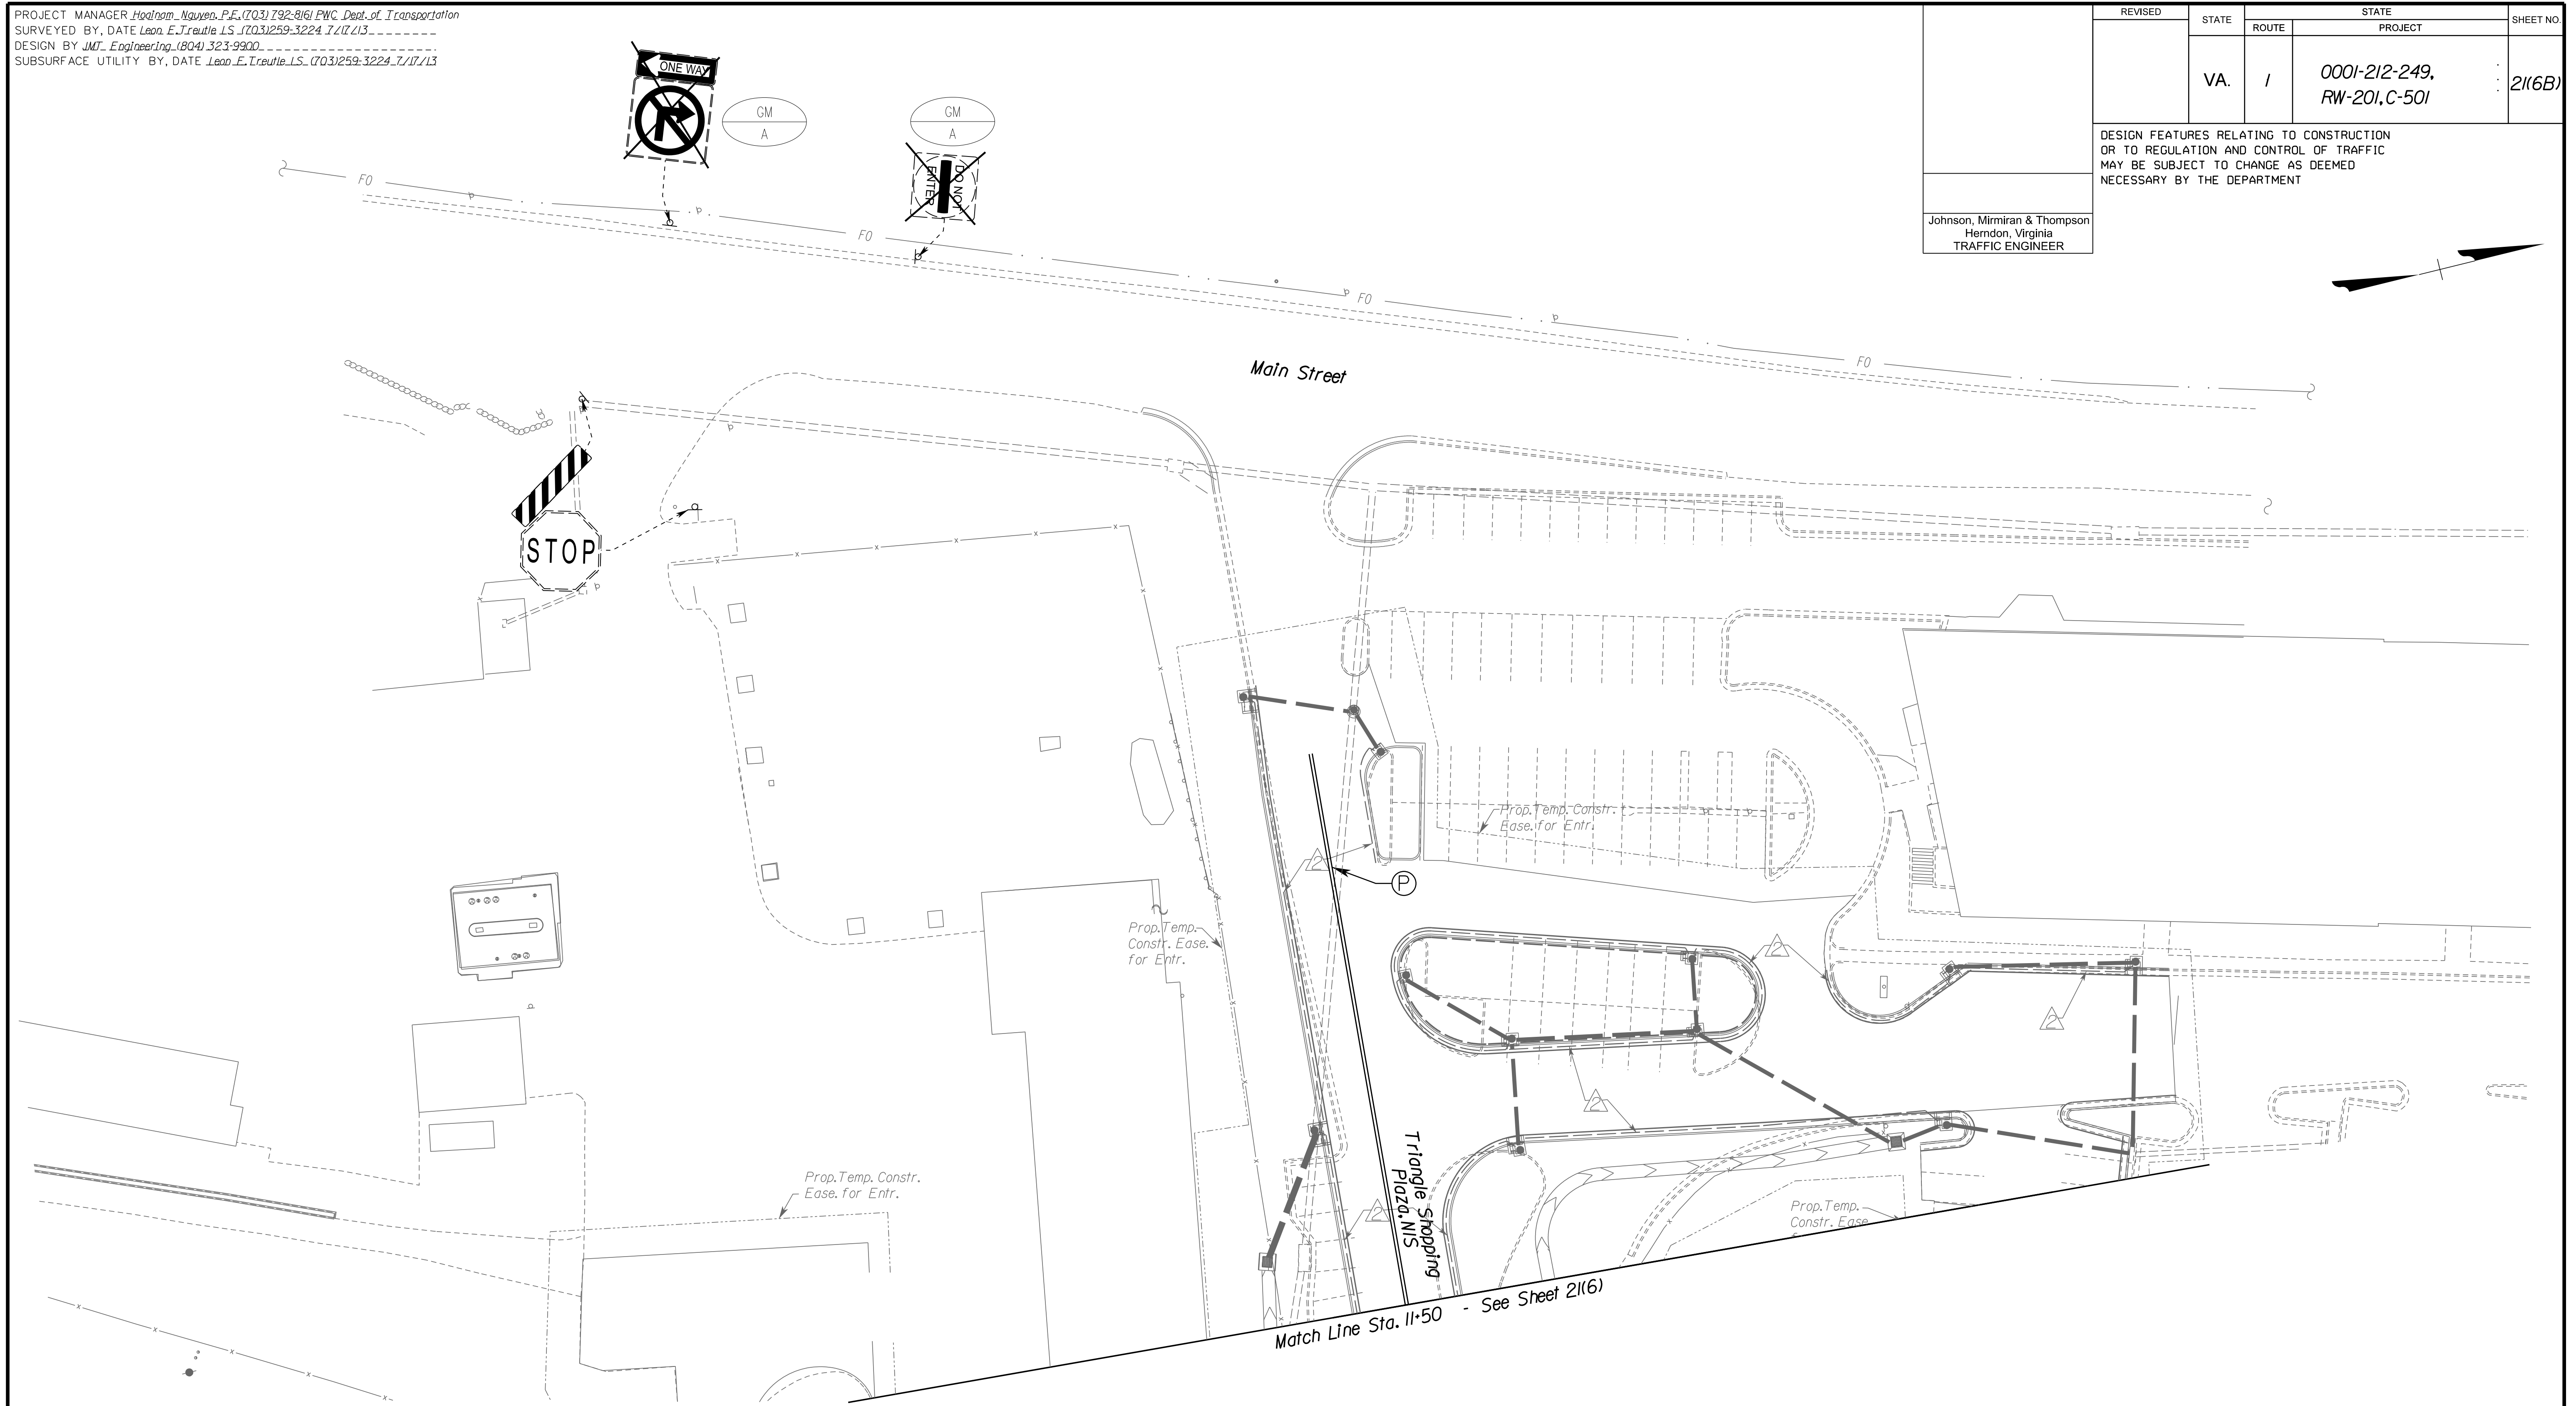 PROJECT MANAGER Hoainam Nguyen, P.E. (703) 792-8161 PWC Dept. of Transportation
SURVEYED BY, DATE Leon E. Treutle LS (703)259-3224 7/17/13
DESIGN BY JMT Engineering (804) 323-9900
SUBSURFACE UTILITY BY, DATE Leon E. Treutle LS (703)259-3224 7/17/13
REVISED
STATE
STATE
ROUTE
PROJECT
SHEET NO.
VA.
1
0001-212-249,
RW-201, C-501
21(6B)
DESIGN FEATURES RELATING TO CONSTRUCTION
OR TO REGULATION AND CONTROL OF TRAFFIC
MAY BE SUBJECT TO CHANGE AS DEEMED
NECESSARY BY THE DEPARTMENT
Johnson, Mirmiran & Thompson
Herndon, Virginia
TRAFFIC ENGINEER
ONE WAY
GM
A
GM
A
DO NOT
ENTER
FO
FO
FO
FO
Main Street
STOP
Prop. Temp. Constr.
Ease. for Entr.
2
P
Prop. Temp.
Constr. Ease.
for Entr.
2
2
2
Prop. Temp. Constr.
Ease. for Entr.
Triangle Shopping
Plaza. NIS
2
Prop. Temp.
Constr. Ease
Match Line Sta. 11+50 - See Sheet 21(6)